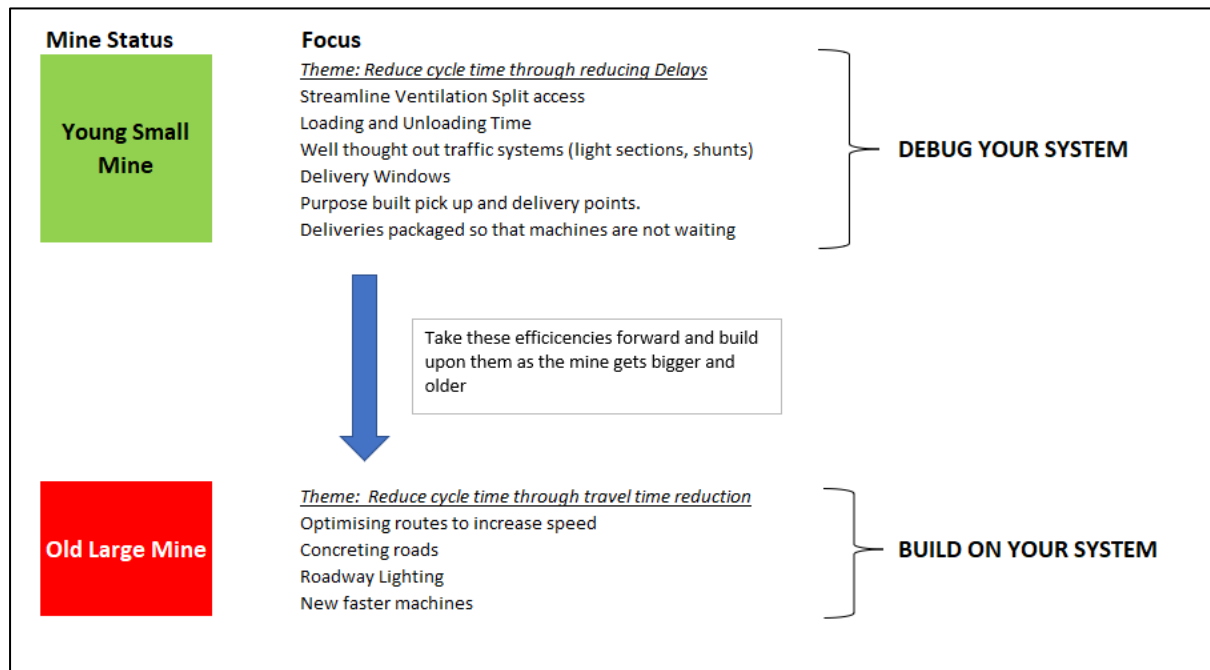 Mine Status
Focus
Young Small
Mine
Theme: Reduce cycle time through reducing Delays
Streamline Ventilation Split access
Loading and Unloading Time
Well thought out traffic systems (light sections, shunts)
Delivery Windows
Purpose built pick up and delivery points.
Deliveries packaged so that machines are not waiting
DEBUG YOUR SYSTEM
Take these efficicencies forward and build
upon them as the mine gets bigger and
older
Old Large Mine
Theme:  Reduce cycle time through travel time reduction
Optimising routes to increase speed
Concreting roads
Roadway Lighting
New faster machines
BUILD ON YOUR SYSTEM